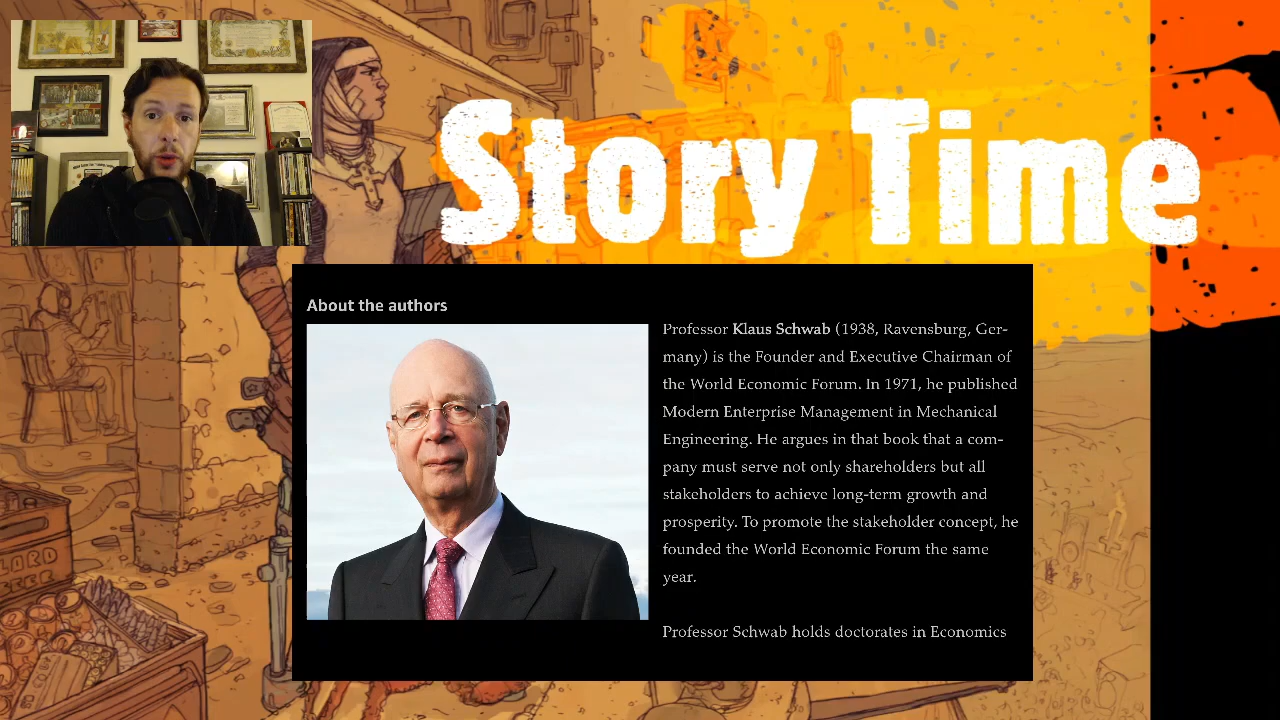 Story Time
About the authors
Professor Klaus Schwab (1938, Ravensburg, Ger-
many) is the Founder and Executive Chairman of
the World Economic Forum. In 1971, he published
Modern Enterprise Management in Mechanical
Engineering. He argues in that book that a com-
pany must serve not only shareholders but all
stakeholders to achieve long-term growth and
prosperity. To promote the stakeholder concept, he
founded the World Economic Forum the same
year.
Professor Schwab holds doctorates in Economics